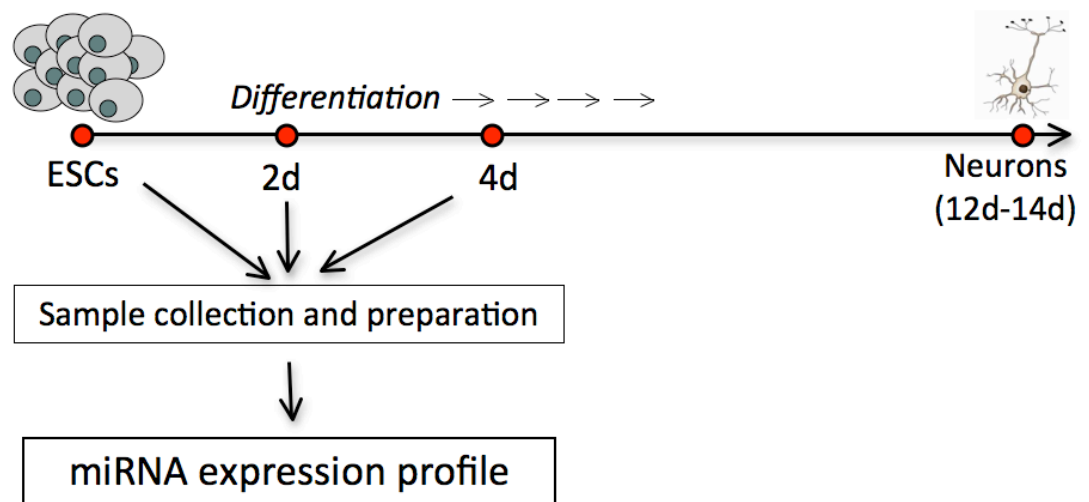 Differentiation
ESCs
2d
4d
Neurons
(12d-14d)
Sample collection and preparation
miRNA expression profile